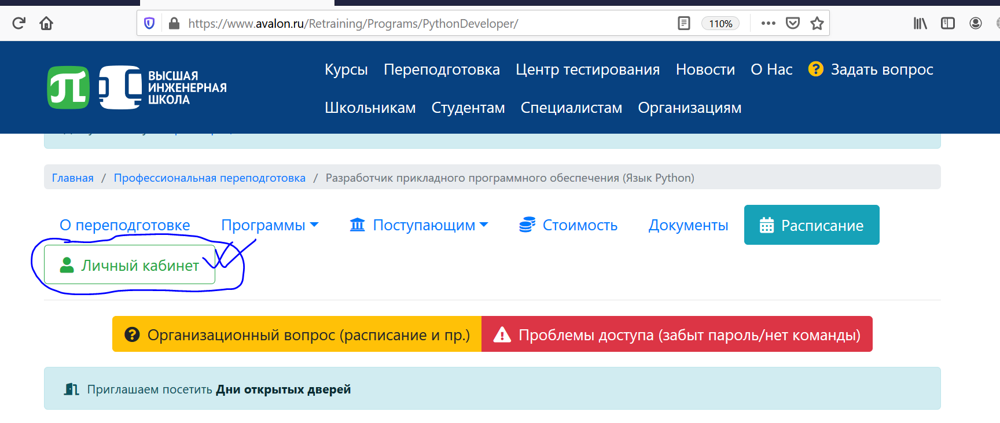 https://www.avalon.ru/Retraining/Programs/PythonDeveloper/ 110%
ВЫСШАЯ
ИНЖЕНЕРНАЯ
ШКОЛА
Курсы Переподготовка Центр тестирования Новости О Нас Задать вопрос
Школьникам Студентам Специалистам Организациям
Главная / Профессиональная переподготовка / Разработчик прикладного программного обеспечения (Язык Python)
О переподготовке Программы Поступающим Стоимость Документы Расписание
Личный кабинет
Организационный вопрос (расписание и пр.) Проблемы доступа (забыт пароль/нет команды)
Приглашаем посетить Дни открытых дверей